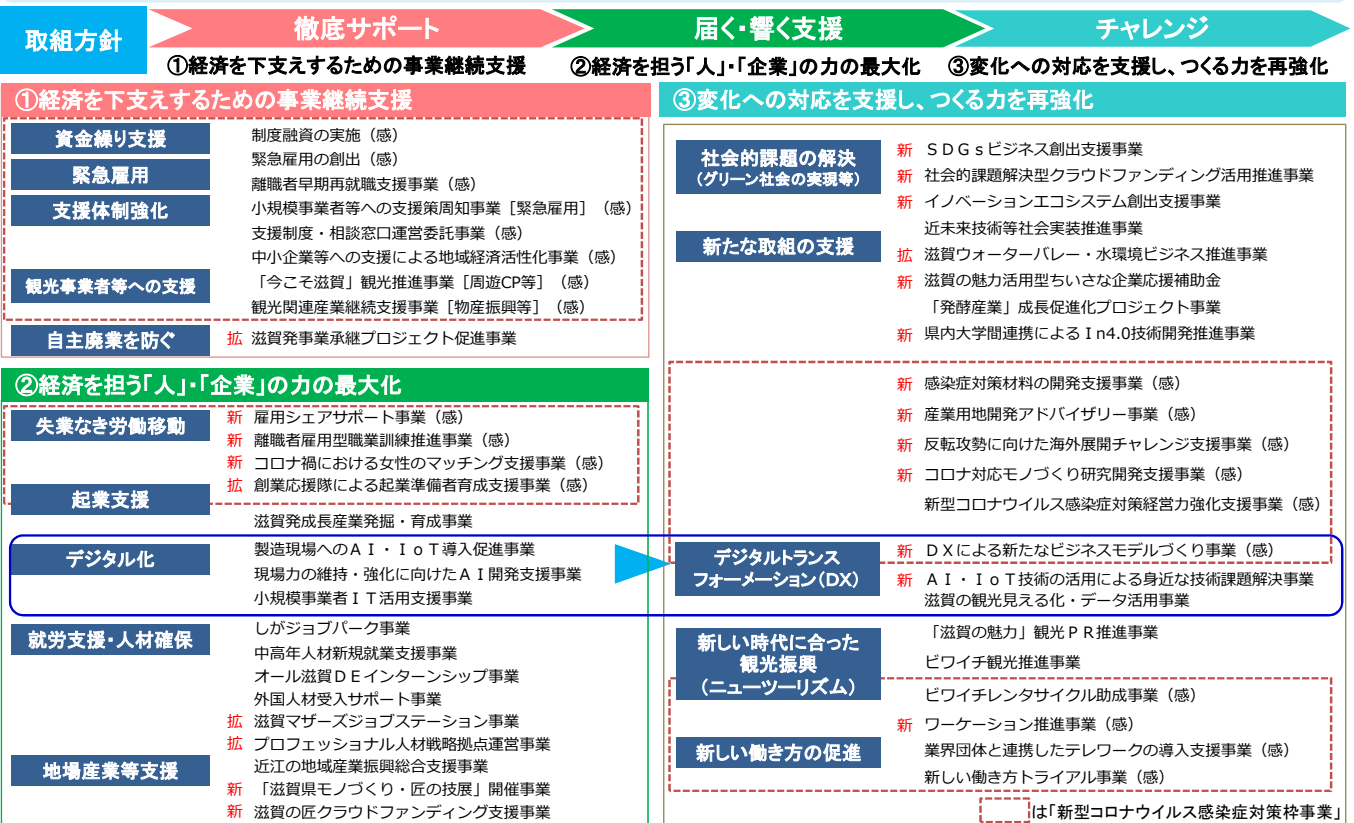 取組方針
徹底サポート
届く・響く支援
チャレンジ
①経済を下支えするための事業継続支援
②経済を担う「人」・「企業」の力の最大化
③変化への対応を支援し、つくる力を再強化
①経済を下支えするための事業継続支援
資金繰り支援
制度融資の実施（感）
緊急雇用の創出（感）
緊急雇用
離職者早期再就職支援事業（感）
支援体制強化
小規模事業者等への支援策周知事業［緊急雇用］（感）
支援制度・相談窓口運営委託事業（感）
中小企業等への支援による地域経済活性化事業（感）
観光事業者等への支援
「今こそ滋賀」観光推進事業［周遊CP等］（感）
観光関連産業継続支援事業［物産振興等］（感）
自主廃業を防ぐ
拡 滋賀発事業承継プロジェクト促進事業
②経済を担う「人」・「企業」の力の最大化
失業なき労働移動
新 雇用シェアサポート事業（感）
新 離職者雇用型職業訓練推進事業（感）
新 コロナ禍における女性のマッチング支援事業（感）
拡 創業応援隊による起業準備者育成支援事業（感）
起業支援
滋賀発成長産業発掘・育成事業
デジタル化
製造現場へのＡＩ・ＩｏＴ導入促進事業
現場力の維持・強化に向けたＡＩ開発支援事業
小規模事業者ＩＴ活用支援事業
就労支援・人材確保
しがジョブパーク事業
中高年人材新規就業支援事業
オール滋賀ＤＥインターンシップ事業
外国人材受入サポート事業
拡 滋賀マザーズジョブステーション事業
拡 プロフェッショナル人材戦略拠点運営事業
地場産業等支援
近江の地域産業振興総合支援事業
新 「滋賀県モノづくり・匠の技展」開催事業
新 滋賀の匠クラウドファンディング支援事業
③変化への対応を支援し、つくる力を再強化
社会的課題の解決
（グリーン社会の実現等）
新 ＳＤＧｓビジネス創出支援事業
新 社会的課題解決型クラウドファンディング活用推進事業
新 イノベーションエコシステム創出支援事業
近未来技術等社会実装推進事業
新たな取組の支援
拡 滋賀ウォーターバレー・水環境ビジネス推進事業
新 滋賀の魅力活用型ちいさな企業応援補助金
「発酵産業」成長促進化プロジェクト事業
新 県内大学間連携によるＩn4.0技術開発推進事業
新 感染症対策材料の開発支援事業（感）
新 産業用地開発アドバイザリー事業（感）
新 反転攻勢に向けた海外展開チャレンジ支援事業（感）
新 コロナ対応モノづくり研究開発支援事業（感）
新型コロナウイルス感染症対策経営力強化支援事業（感）
デジタルトランス
フォーメーション（DX）
新 ＤＸによる新たなビジネスモデルづくり事業（感）
新 ＡＩ・ＩｏＴ技術の活用による身近な技術課題解決事業
滋賀の観光見える化・データ活用事業
新しい時代に合った
観光振興
（ニューツーリズム）
「滋賀の魅力」観光ＰＲ推進事業
ビワイチ観光推進事業
ビワイチレンタサイクル助成事業（感）
新 ワーケーション推進事業（感）
新しい働き方の促進
業界団体と連携したテレワークの導入支援事業（感）
新しい働き方トライアル事業（感）
は「新型コロナウイルス感染症対策枠事業」